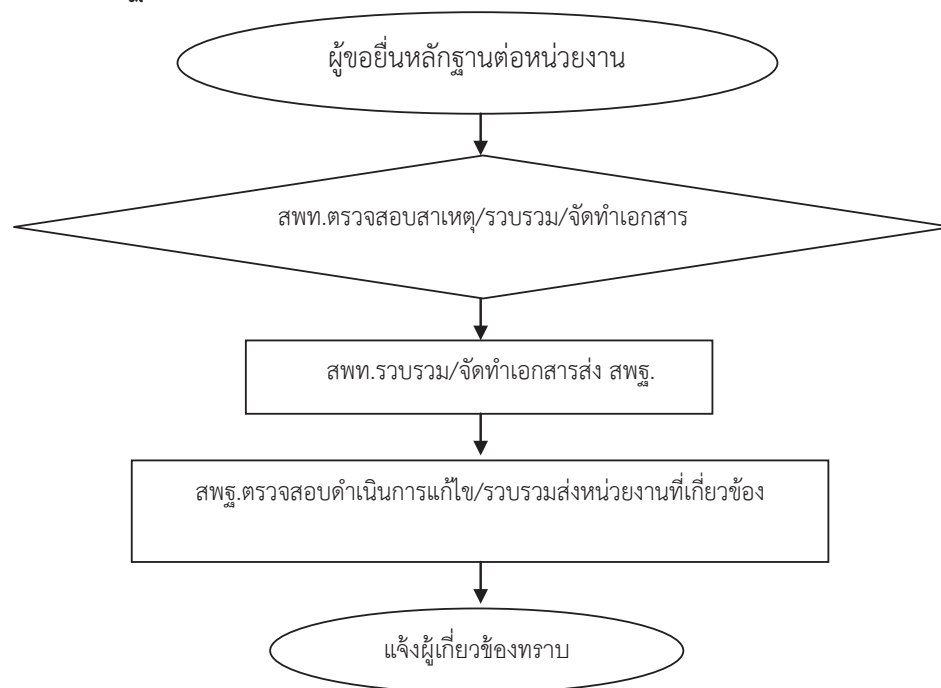 ผู้ขอยื่นหลักฐานต่อหน่วยงาน
สพท.ตรวจสอบสาเหตุ/รวบรวม/จัดทำเอกสาร
สพท.รวบรวม/จัดทำเอกสารส่ง สพฐ.
สพฐ.ตรวจสอบดำเนินการแก้ไข/รวบรวมส่งหน่วยงานที่เกี่ยวข้อง
แจ้งผู้เกี่ยวข้องทราบ